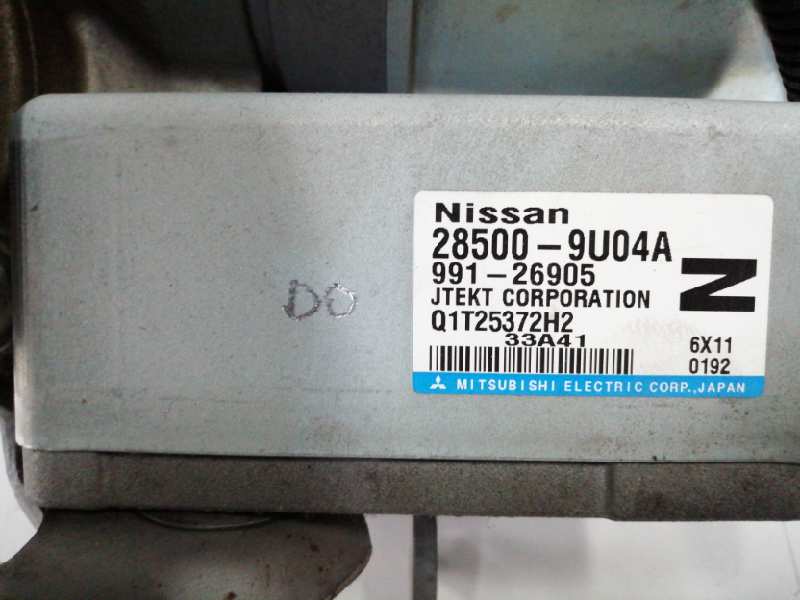 Nissan
28500-9U04A
991-26905
JTEKT CORPORATION
N
Q1T25372H2
33A41
6X11
0192
MITSUBISHI ELECTRIC CORP., JAPAN
DO